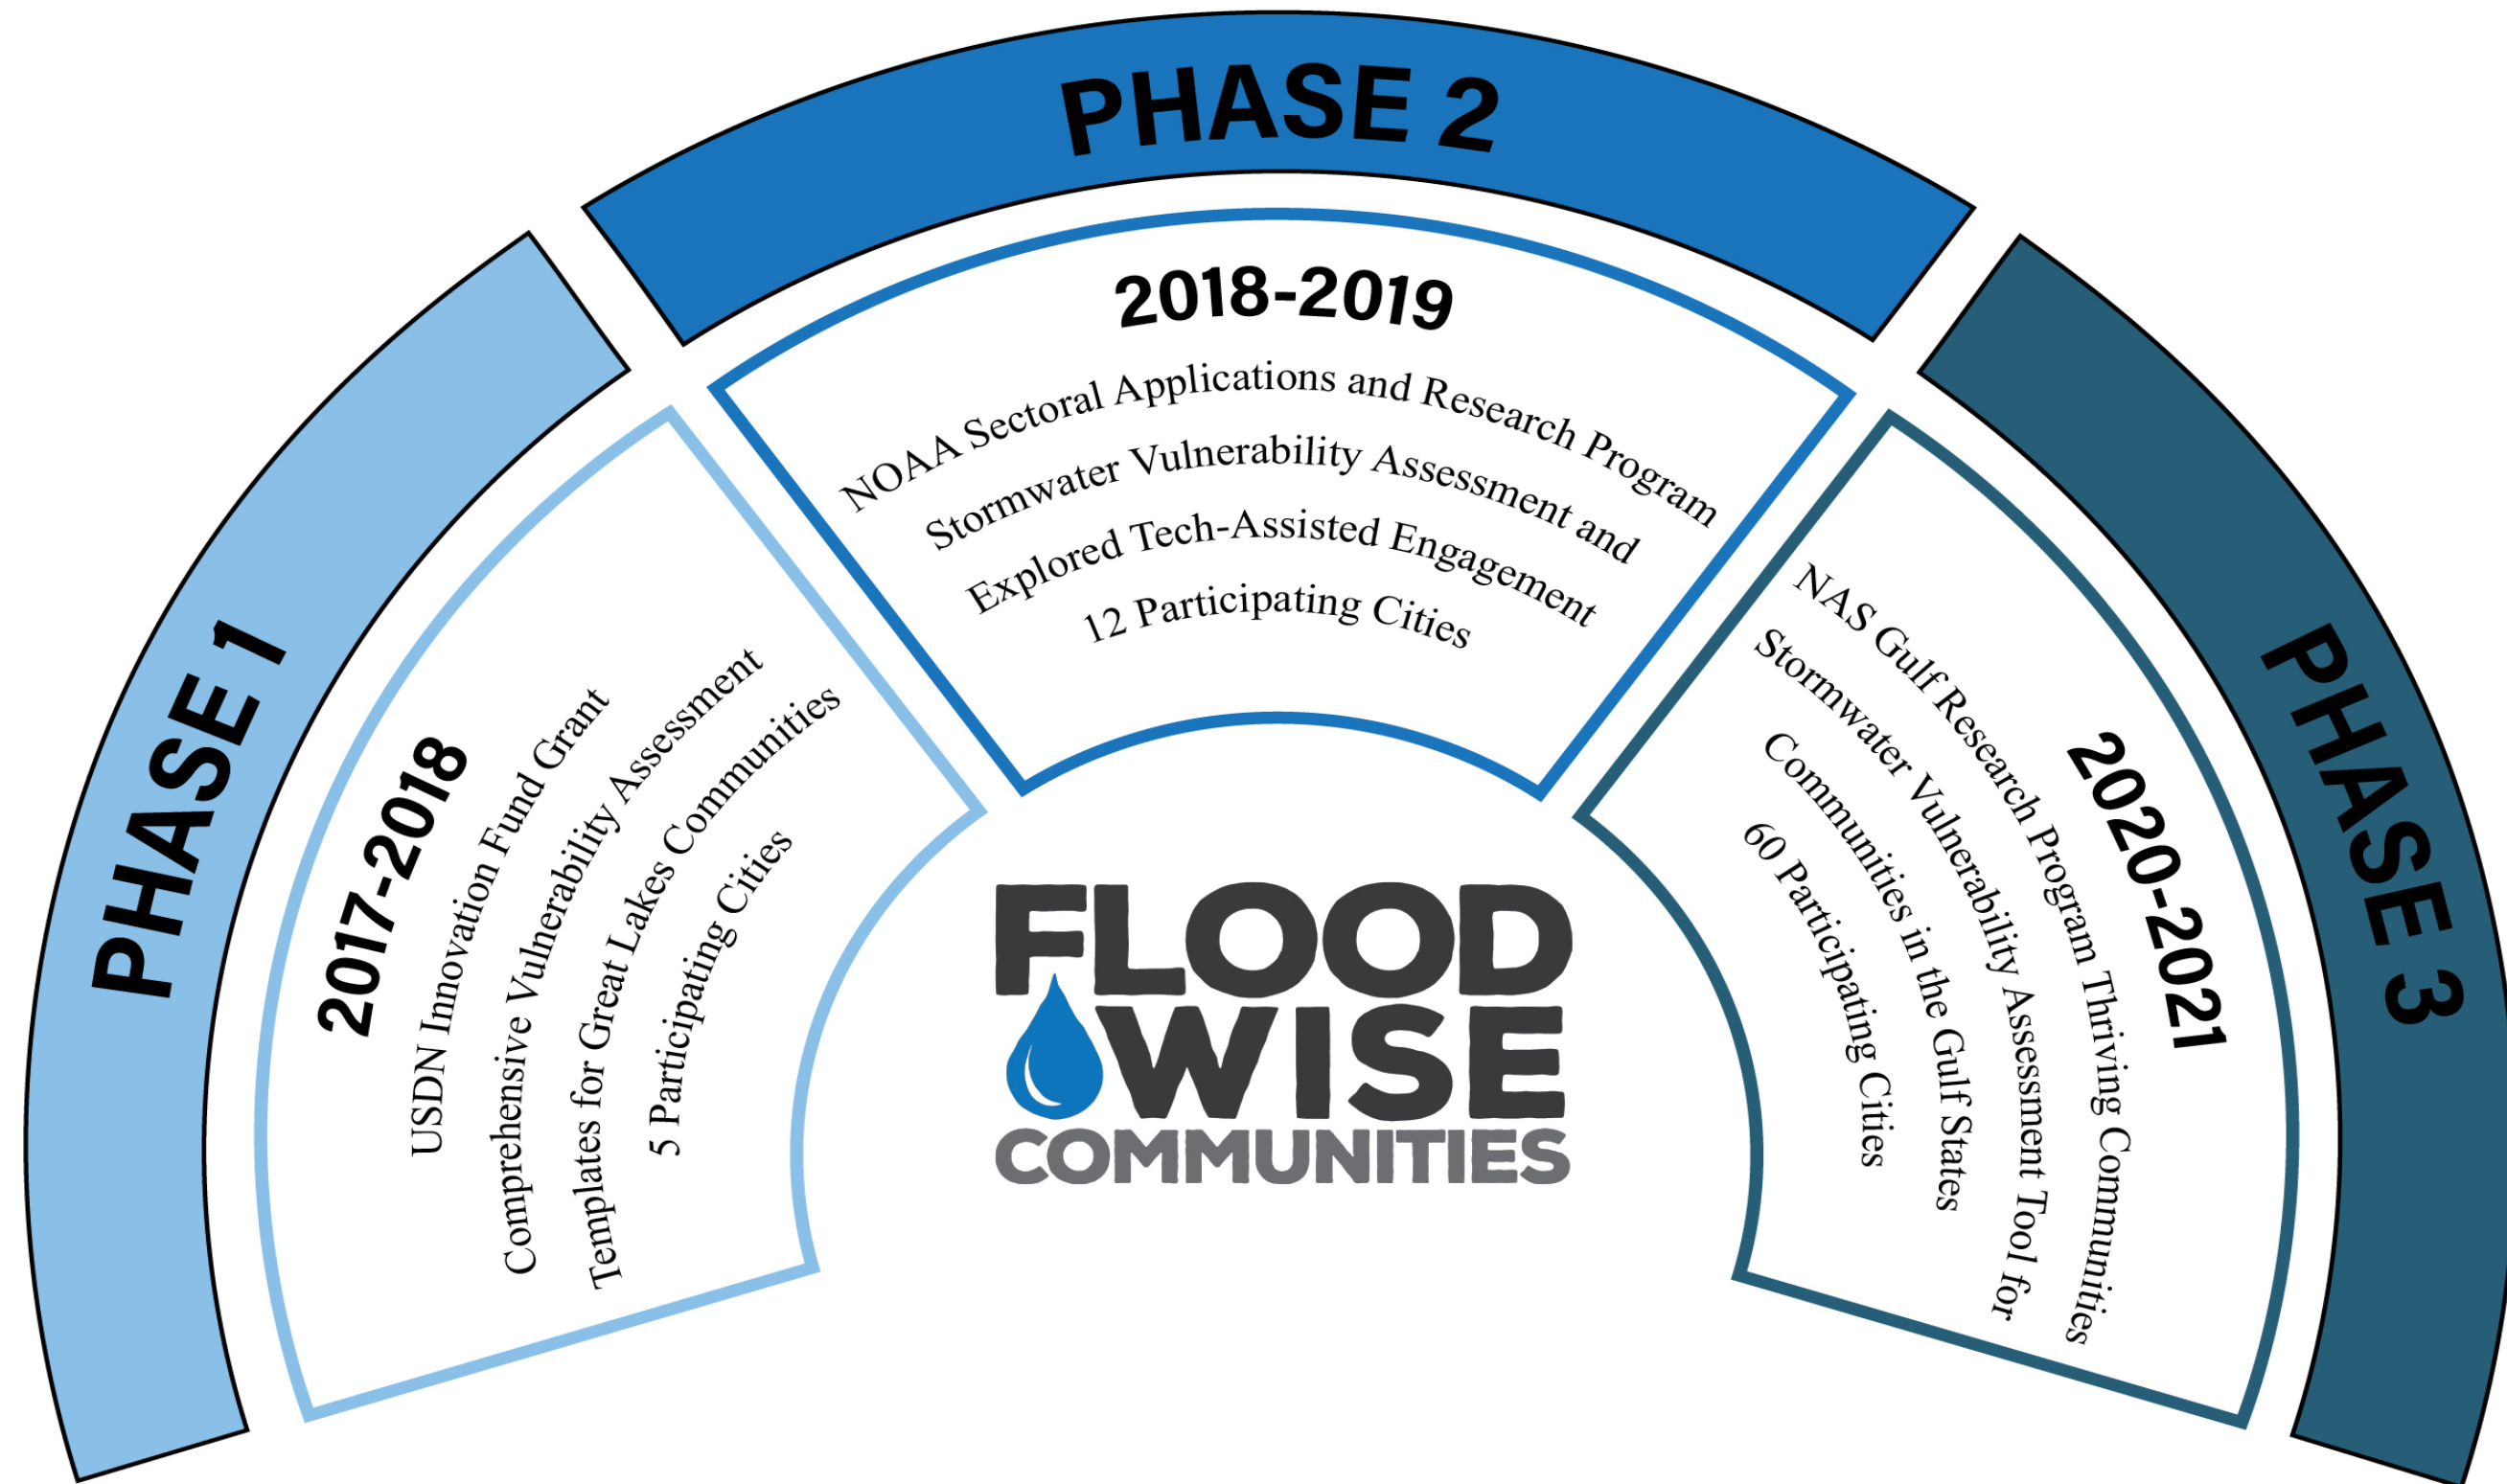 PHASE 1
2017-2018
USDN Innovation Fund Grant
Comprehensive Vulnerability Assessment
Templates for Great Lakes Communities
5 Participating Cities
PHASE 2
2018-2019
NOAA Sectoral Applications and Research Program
Stormwater Vulnerability Assessment and
Explored Tech-Assisted Engagement
12 Participating Cities
PHASE 3
2020-2021
NAS Gulf Research Program Thriving Communities
Stormwater Vulnerability Assessment Tool for
Communities in the Gulf States
60 Participating Cities
FLOOD
WISE
COMMUNITIES